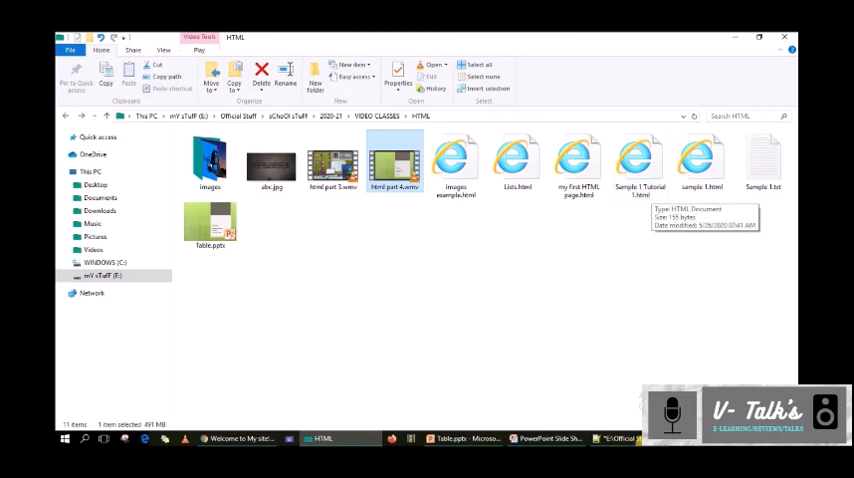 Video Tools HTML
File Home Share View Play
Pin to Quick access
Copy
Paste
Cut
Copy path
Paste shortcut
Clipboard
Move to
Copy to
Delete
Rename
Organize
New folder
New item
Easy access
New
Properties
Open
Edit
History
Open
Select all
Select none
Invert selection
Select
This PC mY sTufF (E:) Official Stuff sChoOl sTufF 2020-21 VIDEO CLASSES HTML
Search HTML
Quick access
OneDrive
This PC
Desktop
Documents
Downloads
Music
Pictures
Videos
WINDOWS (C:)
mY sTufF (E:)
Network
images
abc.jpg
html part 3.wmv
html part 4.wmv
images example.html
Lists.html
my first HTML page.html
Sample 1 Tutorial 1.html
sample 1.html
Sample 1.txt
Table.pptx
Type: HTML Document
Size: 155 bytes
Date modified: 5/26/2020 07:41 AM
11 items 1 item selected 491 MB
Welcome to My site!
HTML
Table.pptx - Microso...
PowerPoint Slide Sh...
*E:\Official St
V- Talk's
E-LEARNING/REVIEWS/TALKS